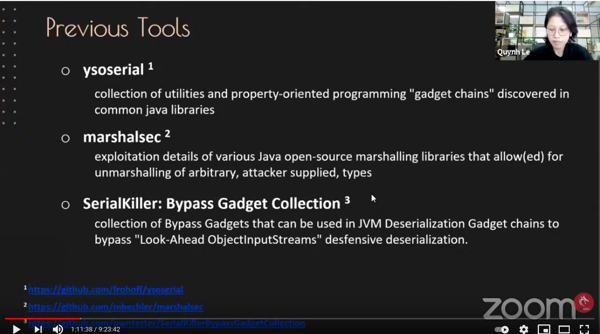 Previous Tools
Quynh Le
ysoserial 1
collection of utilities and property-oriented programming "gadget chains" discovered in
common java libraries
marshalsec 2
exploitation details of various Java open-source marshalling libraries that allow(ed) for
unmarshalling of arbitrary, attacker supplied, types
SerialKiller: Bypass Gadget Collection 3
collection of Bypass Gadgets that can be used in JVM Deserialization Gadget chains to
bypass "Look-Ahead ObjectInputStreams" desfensive deserialization.
1 https://github.com/frohoff/ysoserial
2 https://github.com/mbechler/marshalsec
3 /SerialKillerBypassGadgetCollection
zoom
1:11:38 / 9:23:42